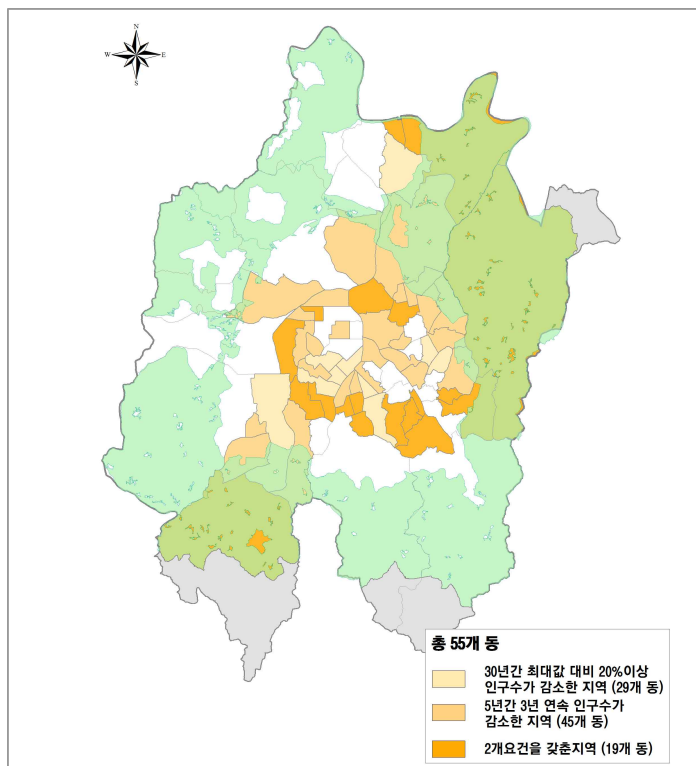 N
W E
S
총 55개 동
30년간 최대값 대비 20%이상
인구수가 감소한 지역 (29개 동)
5년간 3년 연속 인구수가
감소한 지역 (45개 동)
2개요건을 갖춘지역 (19개 동)